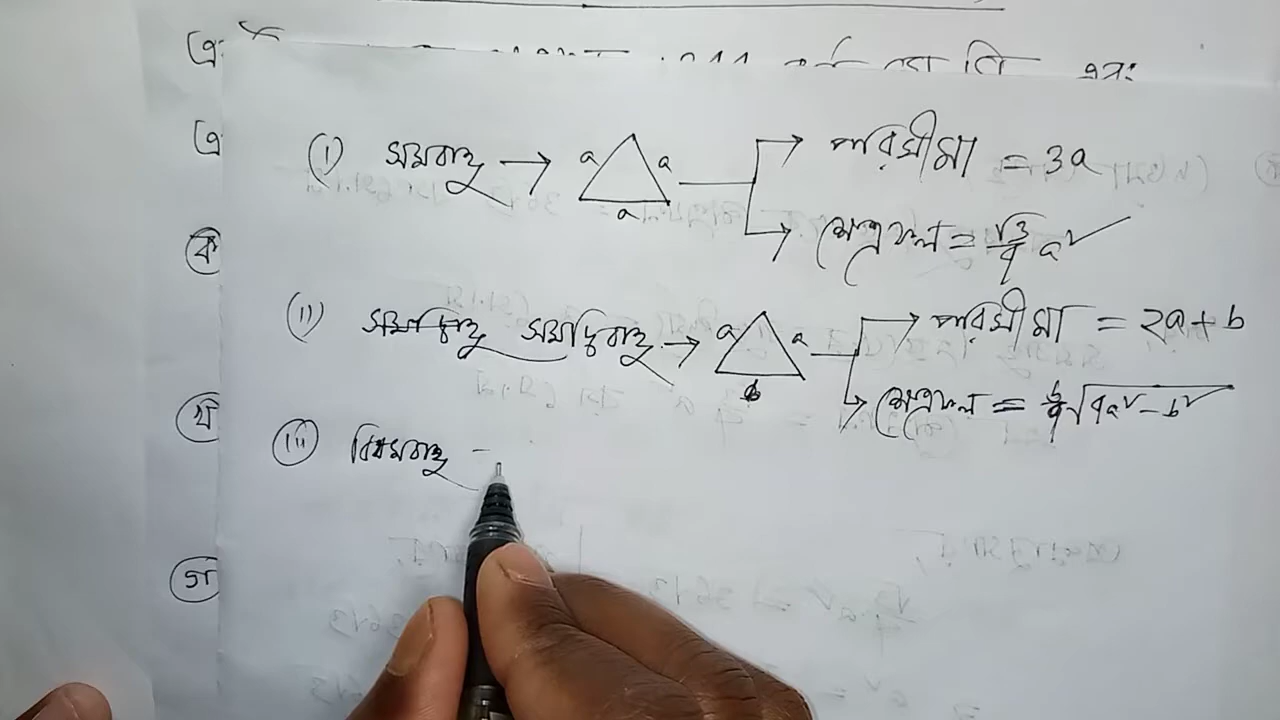 (i) সমবাহু → a a a → পরিসীমা = 3a
→ ক্ষেত্রফল = √3/4 a²
(ii) সমদ্বিবাহু → a a b → পরিসীমা = 2a + b
→ ক্ষেত্রফল = b/4 √4a² - b²
(iii) বিষমবাহু -
ক
খ
গ